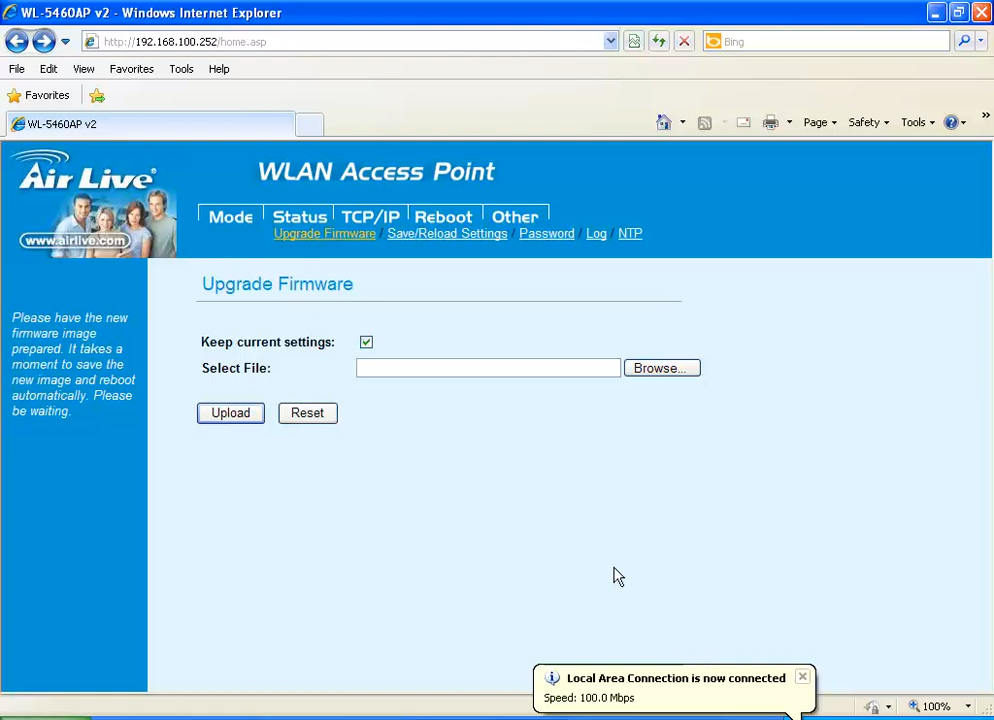 WL-5460AP v2 - Windows Internet Explorer
http://192.168.100.252/home.asp
Bing
File Edit View Favorites Tools Help
Favorites
WL-5460AP v2
Page Safety Tools »
Air Live®
www.airlive.com
WLAN Access Point
Mode Status TCP/IP Reboot Other
Upgrade Firmware / Save/Reload Settings / Password / Log / NTP
Please have the new
firmware image
prepared. It takes a
moment to save the
new image and reboot
automatically. Please
be waiting.
Upgrade Firmware
Keep current settings:
Select File: Browse...
Upload Reset
Local Area Connection is now connected
Speed: 100.0 Mbps
100%